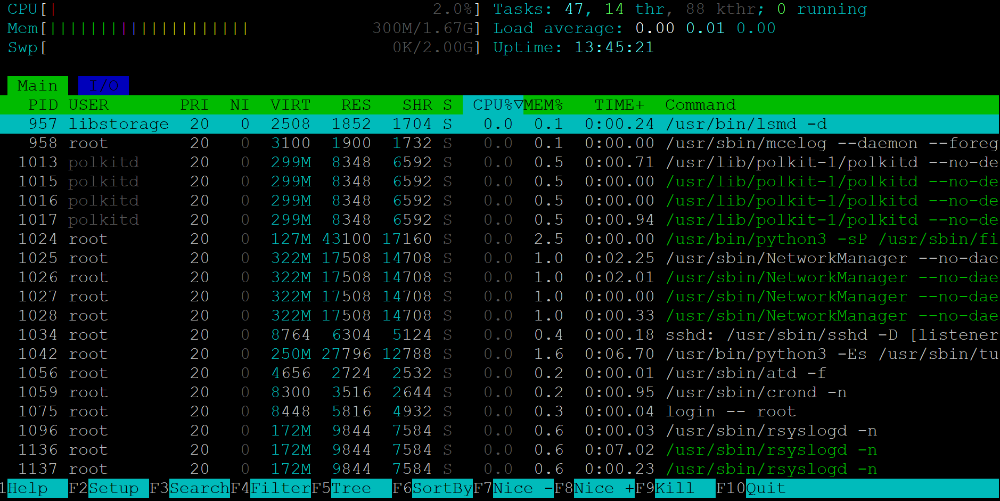 CPU[| 2.0%] Tasks: 47, 14 thr, 88 kthr; 0 running
Mem[|||||||||||||||||||| 300M/1.67G] Load average: 0.00 0.01 0.00
Swp[ 0K/2.00G] Uptime: 13:45:21
Main I/O
PID USER PRI NI VIRT RES SHR S CPU%▽MEM% TIME+ Command
957 libstorage 20 0 2508 1852 1704 S 0.0 0.1 0:00.24 /usr/bin/lsmd -d
958 root 20 0 3100 1900 1732 S 0.0 0.1 0:00.00 /usr/sbin/mcelog --daemon --foreg
1013 polkitd 20 0 299M 8348 6592 S 0.0 0.5 0:00.71 /usr/lib/polkit-1/polkitd --no-de
1015 polkitd 20 0 299M 8348 6592 S 0.0 0.5 0:00.00 /usr/lib/polkit-1/polkitd --no-de
1016 polkitd 20 0 299M 8348 6592 S 0.0 0.5 0:00.00 /usr/lib/polkit-1/polkitd --no-de
1017 polkitd 20 0 299M 8348 6592 S 0.0 0.5 0:00.94 /usr/lib/polkit-1/polkitd --no-de
1024 root 20 0 127M 43100 17160 S 0.0 2.5 0:00.00 /usr/bin/python3 -sP /usr/sbin/fi
1025 root 20 0 322M 17508 14708 S 0.0 1.0 0:02.25 /usr/sbin/NetworkManager --no-dae
1026 root 20 0 322M 17508 14708 S 0.0 1.0 0:02.01 /usr/sbin/NetworkManager --no-dae
1027 root 20 0 322M 17508 14708 S 0.0 1.0 0:00.00 /usr/sbin/NetworkManager --no-dae
1028 root 20 0 322M 17508 14708 S 0.0 1.0 0:00.33 /usr/sbin/NetworkManager --no-dae
1034 root 20 0 8764 6304 5124 S 0.0 0.4 0:00.18 sshd: /usr/sbin/sshd -D [listener
1042 root 20 0 250M 27796 12788 S 0.0 1.6 0:06.70 /usr/bin/python3 -Es /usr/sbin/tu
1056 root 20 0 4656 2724 2532 S 0.0 0.2 0:00.01 /usr/sbin/atd -f
1059 root 20 0 8300 3516 2644 S 0.0 0.2 0:00.95 /usr/sbin/crond -n
1075 root 20 0 8448 5816 4932 S 0.0 0.3 0:00.04 login -- root
1096 root 20 0 172M 9844 7584 S 0.0 0.6 0:00.03 /usr/sbin/rsyslogd -n
1136 root 20 0 172M 9844 7584 S 0.0 0.6 0:07.02 /usr/sbin/rsyslogd -n
1137 root 20 0 172M 9844 7584 S 0.0 0.6 0:00.23 /usr/sbin/rsyslogd -n
1Help F2Setup F3SearchF4FilterF5Tree F6SortByF7Nice -F8Nice +F9Kill F10Quit